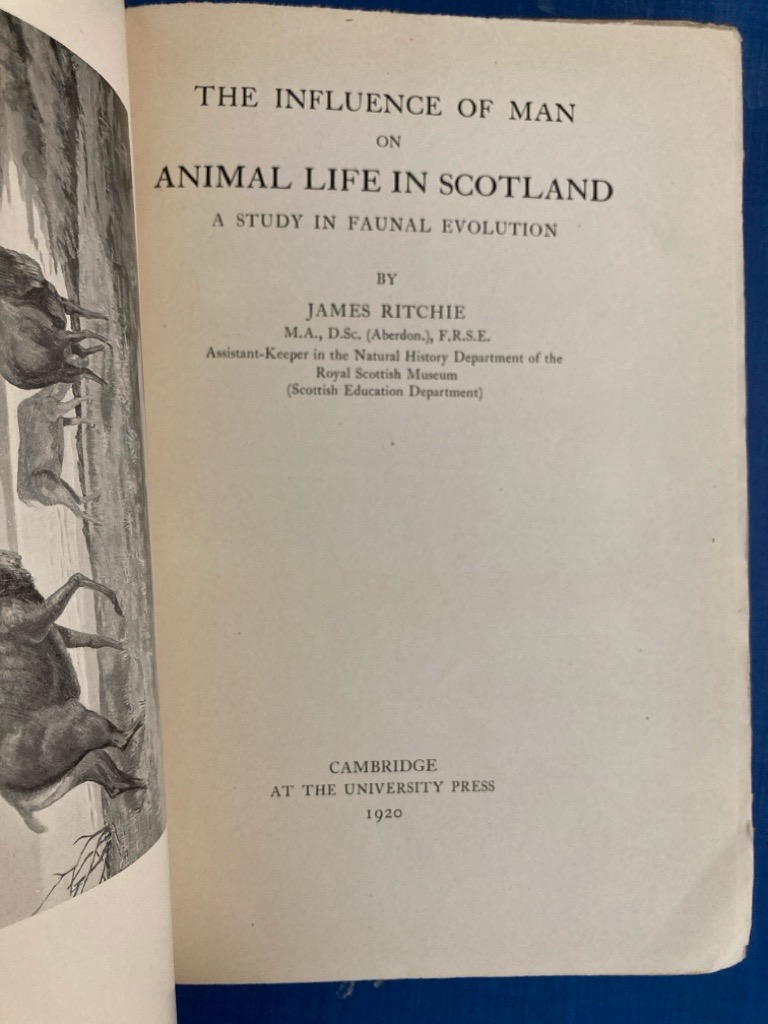 THE INFLUENCE OF MAN
ON
ANIMAL LIFE IN SCOTLAND
A STUDY IN FAUNAL EVOLUTION
BY
JAMES RITCHIE
M.A., D.Sc. (Aberdon.), F.R.S.E.
Assistant-Keeper in the Natural History Department of the
Royal Scottish Museum
(Scottish Education Department)
CAMBRIDGE
AT THE UNIVERSITY PRESS
1920